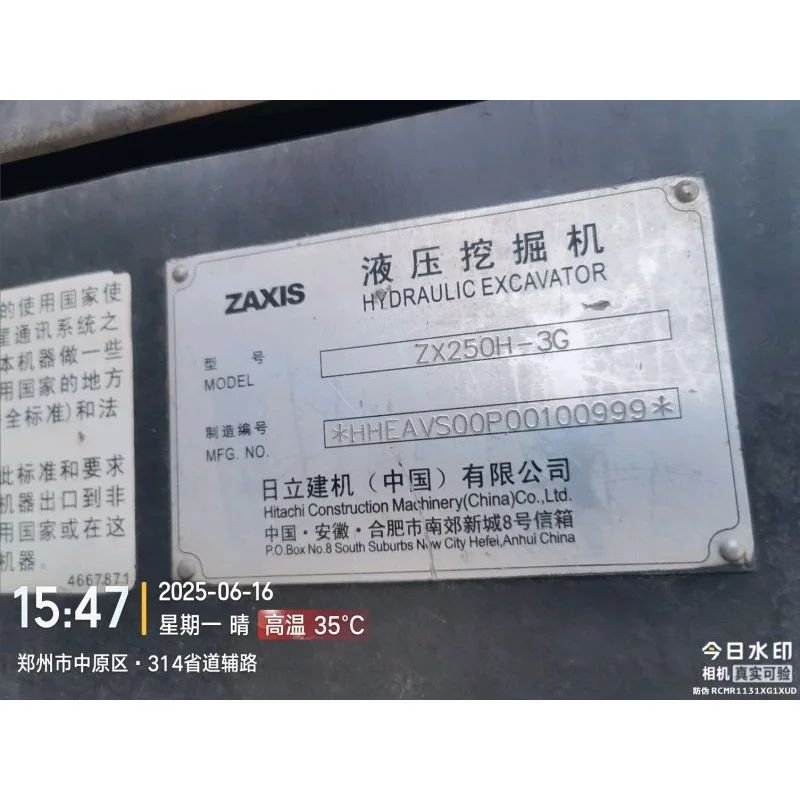 的使用国家使
星通讯系统之
本机器做一些
用国家的地方
全标准)和法
此标准和要求
机器出口到非
用国家或在这
机器。
4667871
ZAXIS
液压挖掘机
HYDRAULIC EXCAVATOR
型 号
MODEL
ZX250H-3G
制造编号
MFG. NO.
*HHEAVS00P00100999*
日立建机(中国)有限公司
Hitachi Construction Machinery(China)Co.,Ltd.
中国·安徽·合肥市南郊新城8号信箱
P.O.Box No.8 South Suburbs New City Hefei,Anhui China
15:47
2025-06-16
星期一 晴 高温 35°C
郑州市中原区·314省道辅路
今日水印
相机 真实可验
防伪 RCMR1131XG1XUD